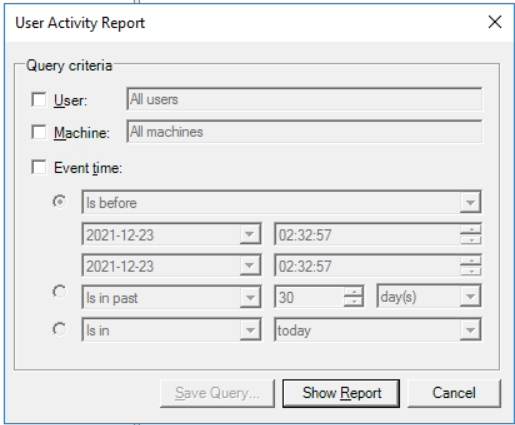 User Activity Report
Query criteria
User: All users
Machine: All machines
Event time:
Is before
2021-12-23 02:32:57
2021-12-23 02:32:57
Is in past 30 day(s)
Is in today
Save Query... Show Report Cancel